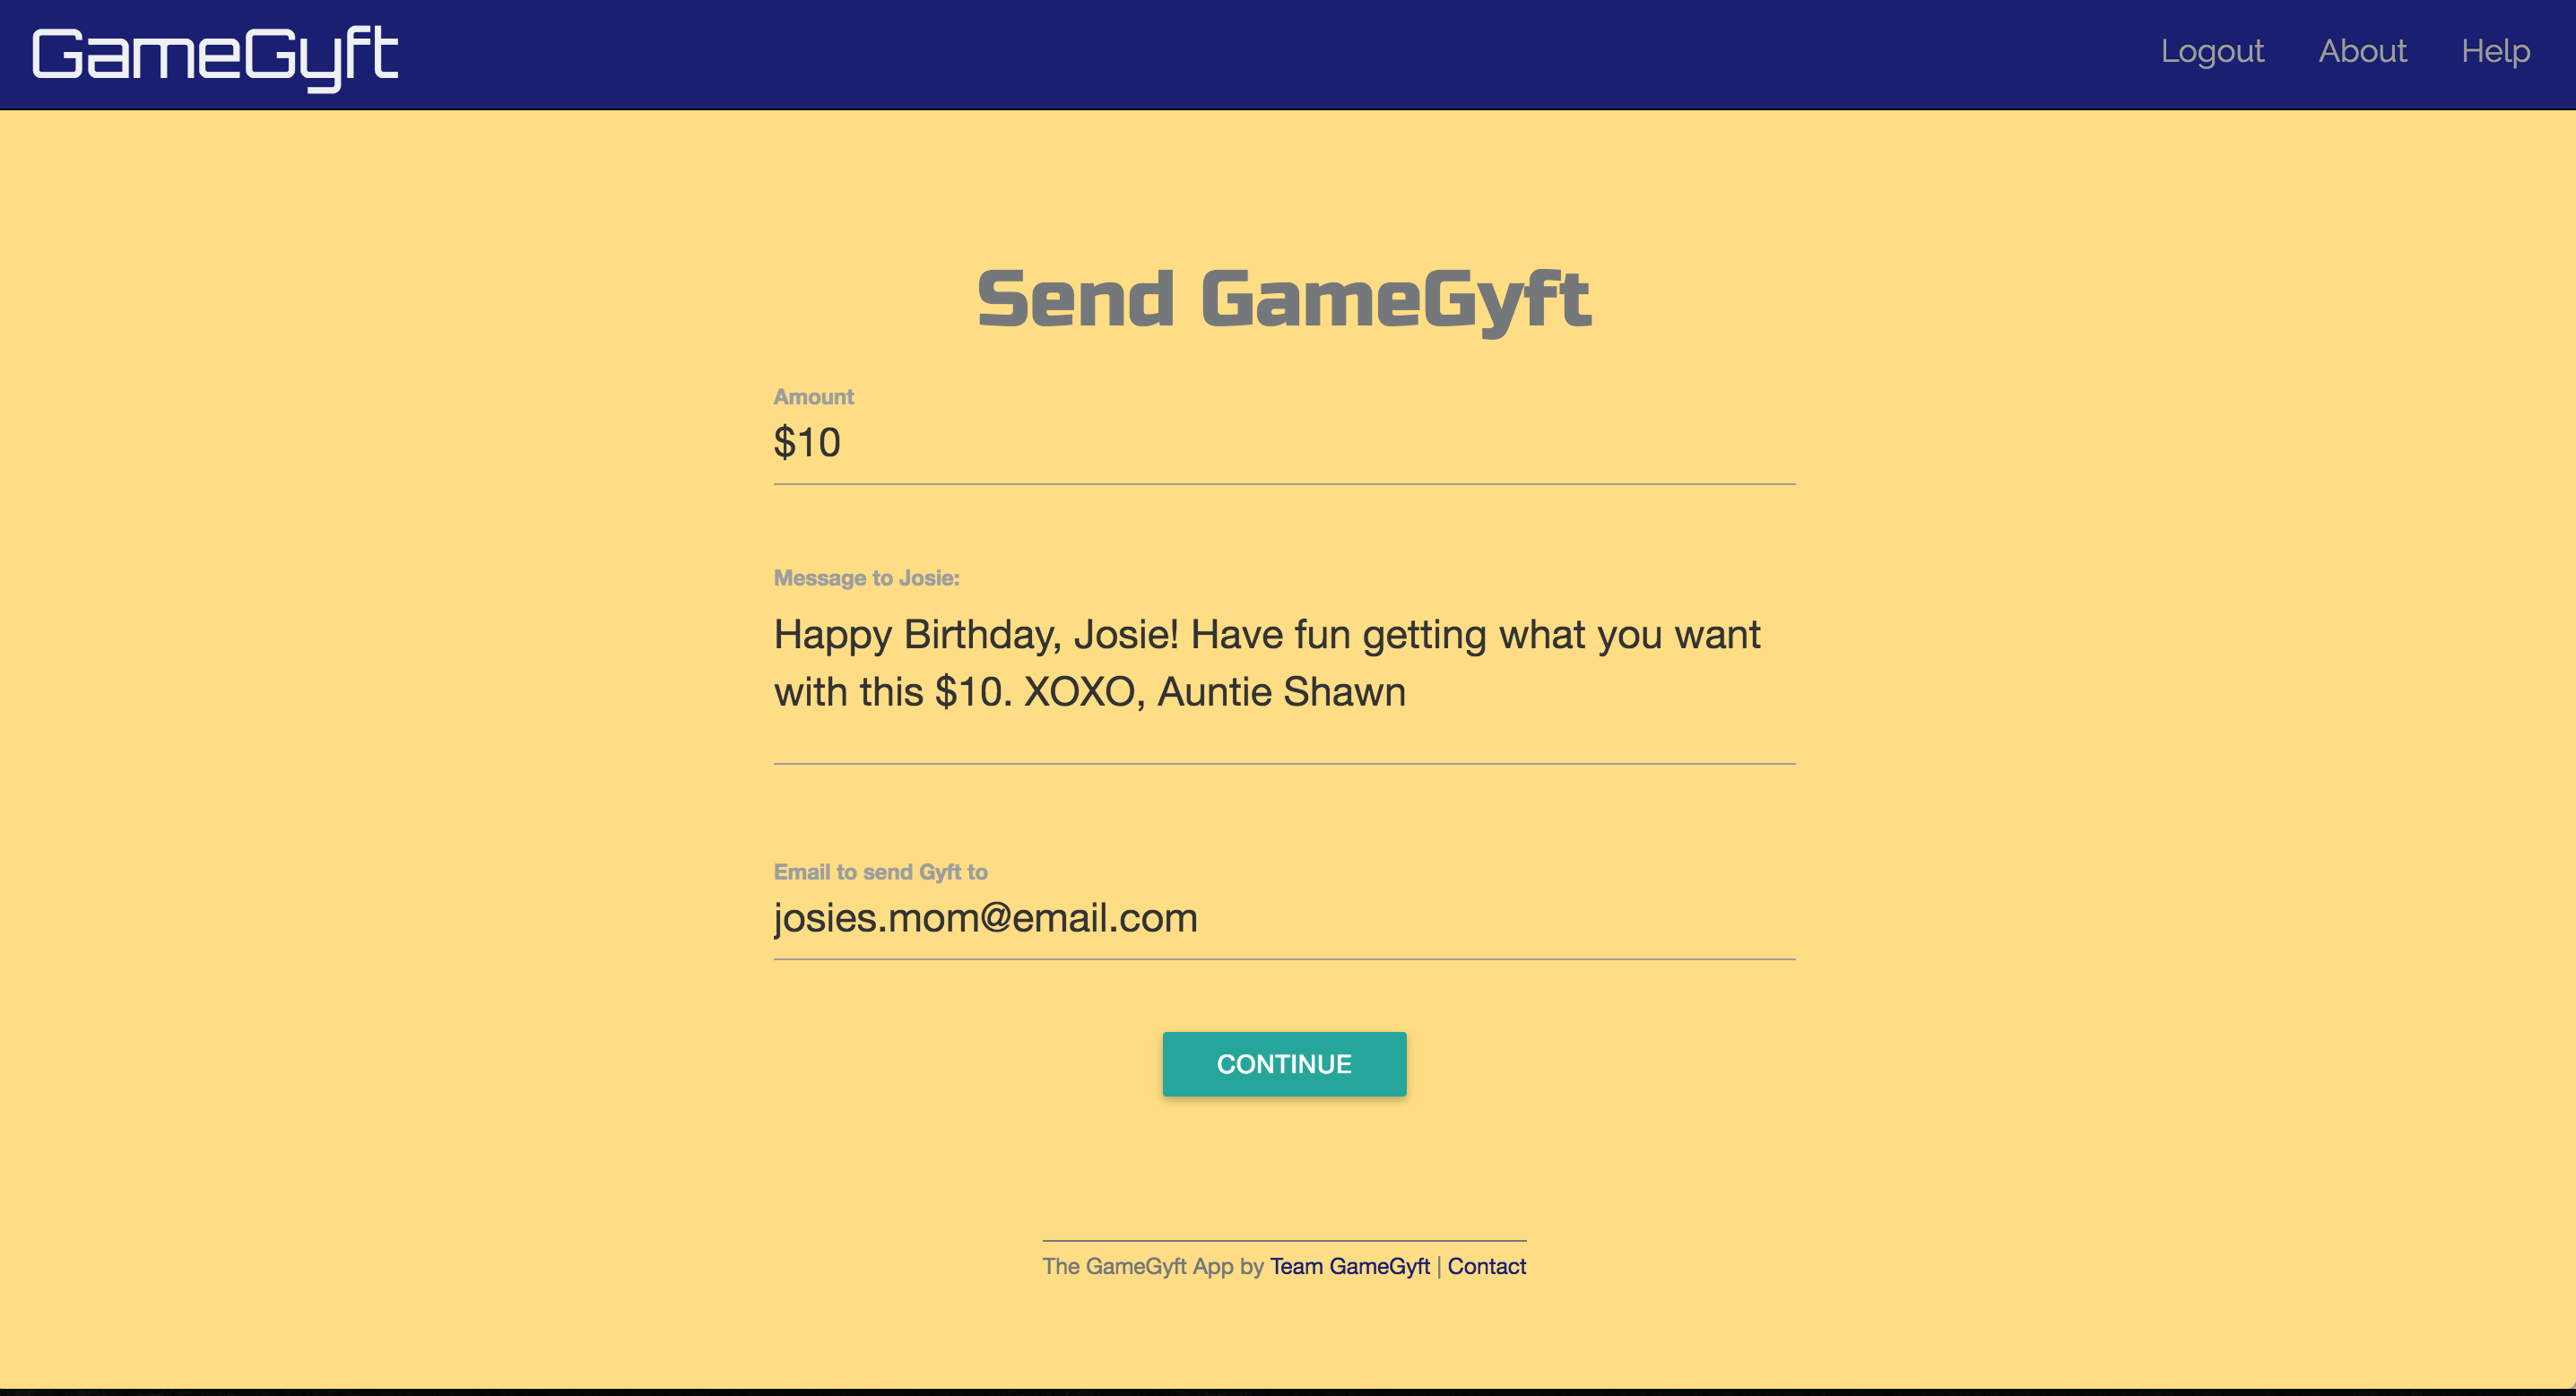 GameGyft
Logout About Help
Send GameGyft
Amount
$10
Message to Josie:
Happy Birthday, Josie! Have fun getting what you want
with this $10. XOXO, Auntie Shawn
Email to send Gyft to
josies.mom@email.com
CONTINUE
The GameGyft App by Team GameGyft | Contact